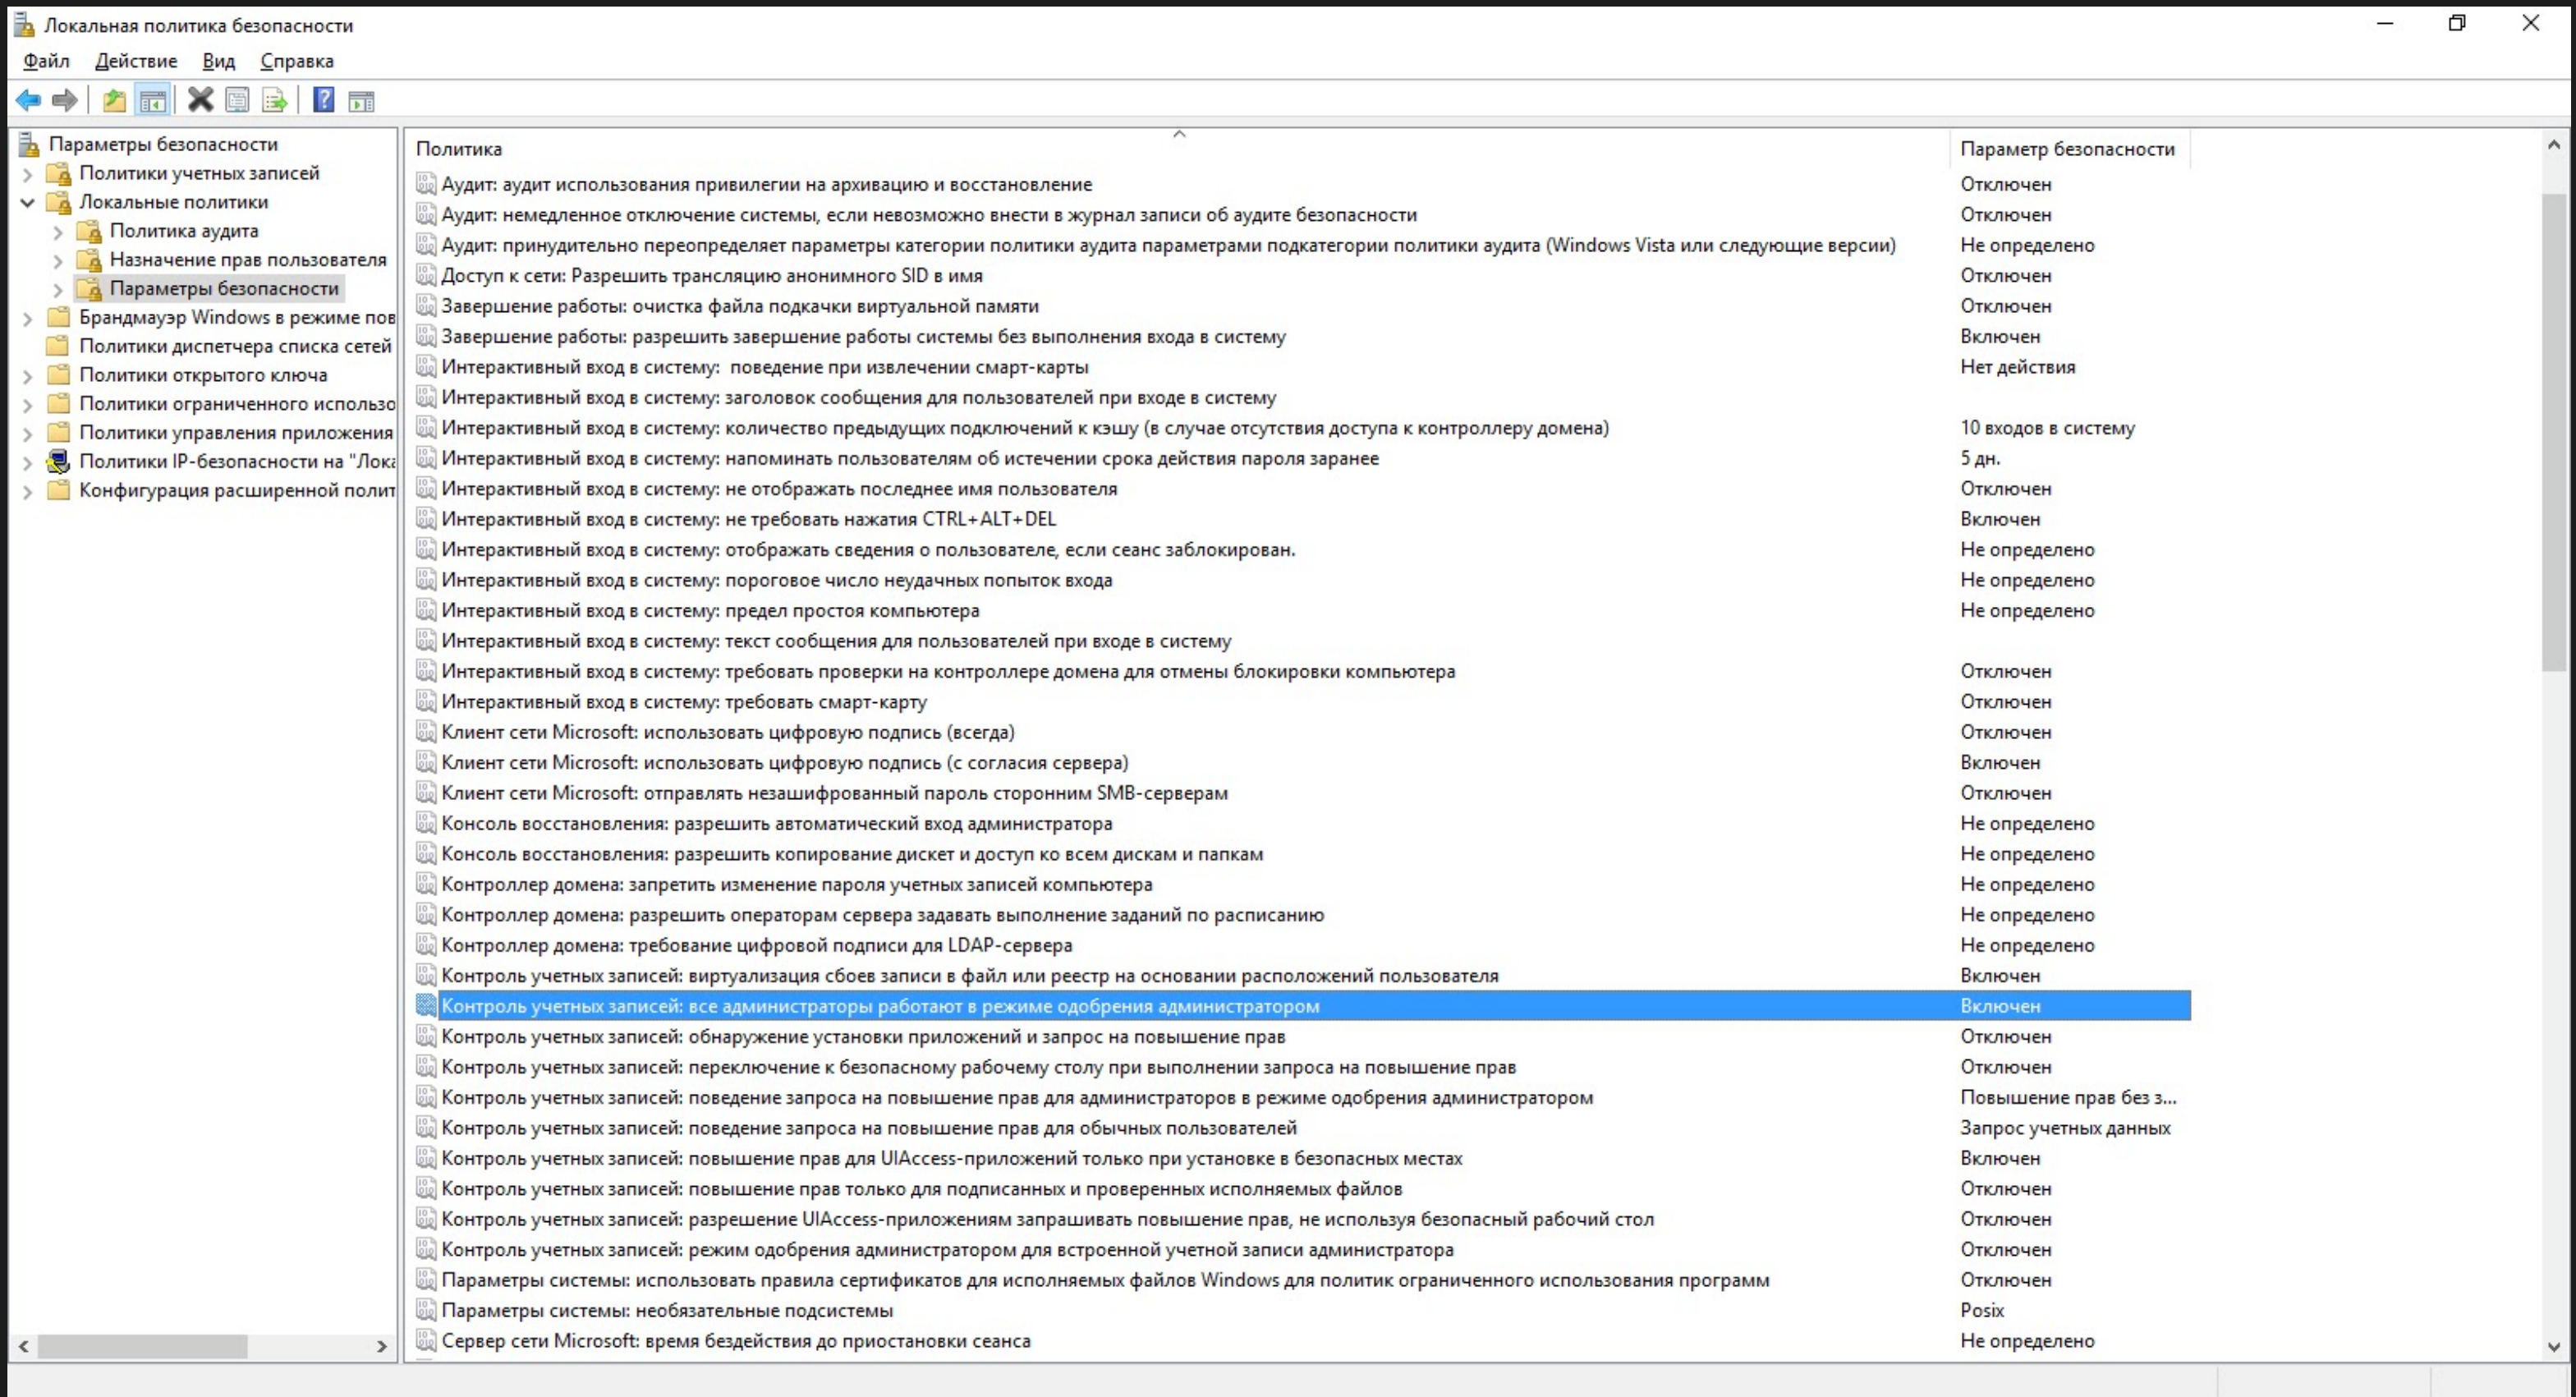 Локальная политика безопасности
Файл Действие Вид Справка
Параметры безопасности
Политики учетных записей
Локальные политики
Политика аудита
Назначение прав пользователя
Параметры безопасности
Брандмауэр Windows в режиме пов
Политики диспетчера списка сетей
Политики открытого ключа
Политики ограниченного использо
Политики управления приложения
Политики IP-безопасности на "Лока
Конфигурация расширенной полит
Политика Параметр безопасности
Аудит: аудит использования привилегии на архивацию и восстановление Отключен
Аудит: немедленное отключение системы, если невозможно внести в журнал записи об аудите безопасности Отключен
Аудит: принудительно переопределяет параметры категории политики аудита параметрами подкатегории политики аудита (Windows Vista или следующие версии) Не определено
Доступ к сети: Разрешить трансляцию анонимного SID в имя Отключен
Завершение работы: очистка файла подкачки виртуальной памяти Отключен
Завершение работы: разрешить завершение работы системы без выполнения входа в систему Включен
Интерактивный вход в систему:  поведение при извлечении смарт-карты Нет действия
Интерактивный вход в систему: заголовок сообщения для пользователей при входе в систему
Интерактивный вход в систему: количество предыдущих подключений к кэшу (в случае отсутствия доступа к контроллеру домена) 10 входов в систему
Интерактивный вход в систему: напоминать пользователям об истечении срока действия пароля заранее 5 дн.
Интерактивный вход в систему: не отображать последнее имя пользователя Отключен
Интерактивный вход в систему: не требовать нажатия CTRL+ALT+DEL Включен
Интерактивный вход в систему: отображать сведения о пользователе, если сеанс заблокирован. Не определено
Интерактивный вход в систему: пороговое число неудачных попыток входа Не определено
Интерактивный вход в систему: предел простоя компьютера Не определено
Интерактивный вход в систему: текст сообщения для пользователей при входе в систему
Интерактивный вход в систему: требовать проверки на контроллере домена для отмены блокировки компьютера Отключен
Интерактивный вход в систему: требовать смарт-карту Отключен
Клиент сети Microsoft: использовать цифровую подпись (всегда) Отключен
Клиент сети Microsoft: использовать цифровую подпись (с согласия сервера) Включен
Клиент сети Microsoft: отправлять незашифрованный пароль сторонним SMB-серверам Отключен
Консоль восстановления: разрешить автоматический вход администратора Не определено
Консоль восстановления: разрешить копирование дискет и доступ ко всем дискам и папкам Не определено
Контроллер домена: запретить изменение пароля учетных записей компьютера Не определено
Контроллер домена: разрешить операторам сервера задавать выполнение заданий по расписанию Не определено
Контроллер домена: требование цифровой подписи для LDAP-сервера Не определено
Контроль учетных записей: виртуализация сбоев записи в файл или реестр на основании расположений пользователя Включен
Контроль учетных записей: все администраторы работают в режиме одобрения администратором Включен
Контроль учетных записей: обнаружение установки приложений и запрос на повышение прав Отключен
Контроль учетных записей: переключение к безопасному рабочему столу при выполнении запроса на повышение прав Отключен
Контроль учетных записей: поведение запроса на повышение прав для администраторов в режиме одобрения администратором Повышение прав без з...
Контроль учетных записей: поведение запроса на повышение прав для обычных пользователей Запрос учетных данных
Контроль учетных записей: повышение прав для UIAccess-приложений только при установке в безопасных местах Включен
Контроль учетных записей: повышение прав только для подписанных и проверенных исполняемых файлов Отключен
Контроль учетных записей: разрешение UIAccess-приложениям запрашивать повышение прав, не используя безопасный рабочий стол Отключен
Контроль учетных записей: режим одобрения администратором для встроенной учетной записи администратора Отключен
Параметры системы: использовать правила сертификатов для исполняемых файлов Windows для политик ограниченного использования программ Отключен
Параметры системы: необязательные подсистемы Posix
Сервер сети Microsoft: время бездействия до приостановки сеанса Не определено